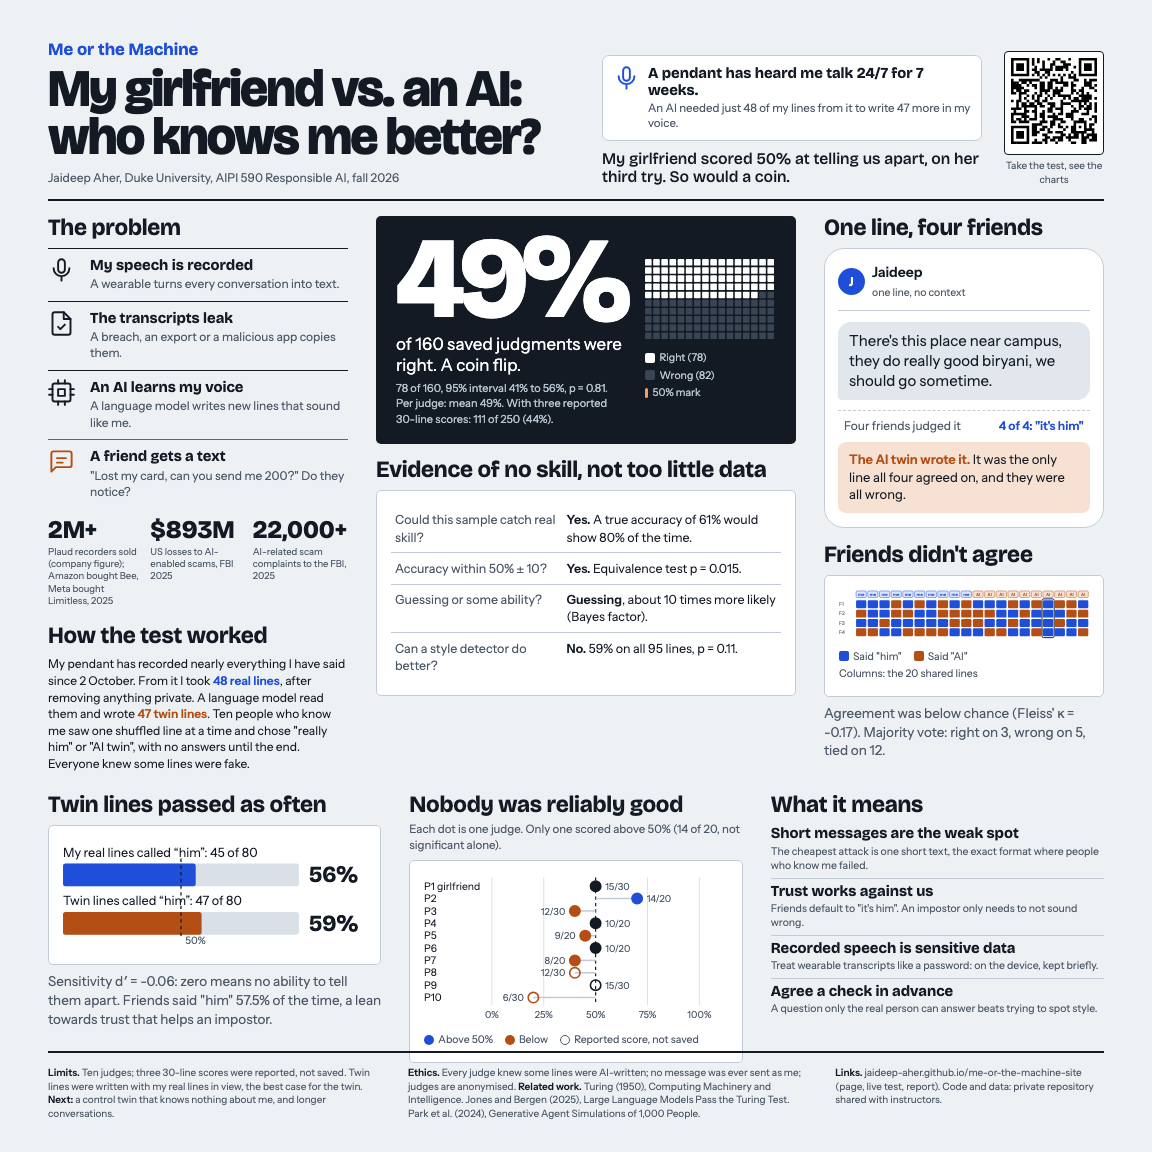 Me or the Machine
My girlfriend vs. an AI:
who knows me better?
Jaideep Aher, Duke University, AIPI 590 Responsible AI, fall 2026
A pendant has heard me talk 24/7 for 7
weeks.
An AI needed just 48 of my lines from it to write 47 more in my
voice.
My girlfriend scored 50% at telling us apart, on her
third try. So would a coin.
Take the test, see the
charts
The problem
My speech is recorded
A wearable turns every conversation into text.
The transcripts leak
A breach, an export or a malicious app copies
them.
An AI learns my voice
A language model writes new lines that sound
like me.
A friend gets a text
"Lost my card, can you send me 200?" Do they
notice?
2M+
Plaud recorders sold
(company figure);
Amazon bought Bee,
Meta bought
Limitless, 2025
$893M
US losses to AI-
enabled scams, FBI
2025
22,000+
AI-related scam
complaints to the FBI,
2025
How the test worked
My pendant has recorded nearly everything I have said
since 2 October. From it I took 48 real lines, after
removing anything private. A language model read
them and wrote 47 twin lines. Ten people who know
me saw one shuffled line at a time and chose "really
him" or "AI twin", with no answers until the end.
Everyone knew some lines were fake.
49%
of 160 saved judgments were
right. A coin flip.
78 of 160, 95% interval 41% to 56%, p = 0.81.
Per judge: mean 49%. With three reported
30-line scores: 111 of 250 (44%).
Right (78)
Wrong (82)
50% mark
Evidence of no skill, not too little data
Could this sample catch real
skill?
Yes. A true accuracy of 61% would
show 80% of the time.
Accuracy within 50% ± 10?
Yes. Equivalence test p = 0.015.
Guessing or some ability?
Guessing, about 10 times more likely
(Bayes factor).
Can a style detector do
better?
No. 59% on all 95 lines, p = 0.11.
One line, four friends
J
Jaideep
one line, no context
There's this place near campus,
they do really good biryani, we
should go sometime.
Four friends judged it
4 of 4: "it's him"
The AI twin wrote it. It was the only
line all four agreed on, and they were
all wrong.
Friends didn't agree
me me me me me me me me me me AI AI AI AI AI AI AI AI AI AI
F1
F2
F3
F4
Said "him"
Said "AI"
Columns: the 20 shared lines
Agreement was below chance (Fleiss' κ =
-0.17). Majority vote: right on 3, wrong on 5,
tied on 12.
Twin lines passed as often
My real lines called “him”: 45 of 80
56%
Twin lines called “him”: 47 of 80
59%
50%
Sensitivity d′ = -0.06: zero means no ability to tell
them apart. Friends said "him" 57.5% of the time, a lean
towards trust that helps an impostor.
Nobody was reliably good
Each dot is one judge. Only one scored above 50% (14 of 20, not
significant alone).
P1 girlfriend 15/30
P2 14/20
P3 12/30
P4 10/20
P5 9/20
P6 10/20
P7 8/20
P8 12/30
P9 15/30
P10 6/30
0% 25% 50% 75% 100%
Above 50%
Below
Reported score, not saved
What it means
Short messages are the weak spot
The cheapest attack is one short text, the exact format where people
who know me failed.
Trust works against us
Friends default to "it's him". An impostor only needs to not sound
wrong.
Recorded speech is sensitive data
Treat wearable transcripts like a password: on the device, kept briefly.
Agree a check in advance
A question only the real person can answer beats trying to spot style.
Limits. Ten judges; three 30-line scores were reported, not saved. Twin
lines were written with my real lines in view, the best case for the twin.
Next: a control twin that knows nothing about me, and longer
conversations.
Ethics. Every judge knew some lines were AI-written; no message was ever sent as me;
judges are anonymised. Related work. Turing (1950), Computing Machinery and
Intelligence. Jones and Bergen (2025), Large Language Models Pass the Turing Test.
Park et al. (2024), Generative Agent Simulations of 1,000 People.
Links. jaideep-aher.github.io/me-or-the-machine-site
(page, live test, report). Code and data: private repository
shared with instructors.